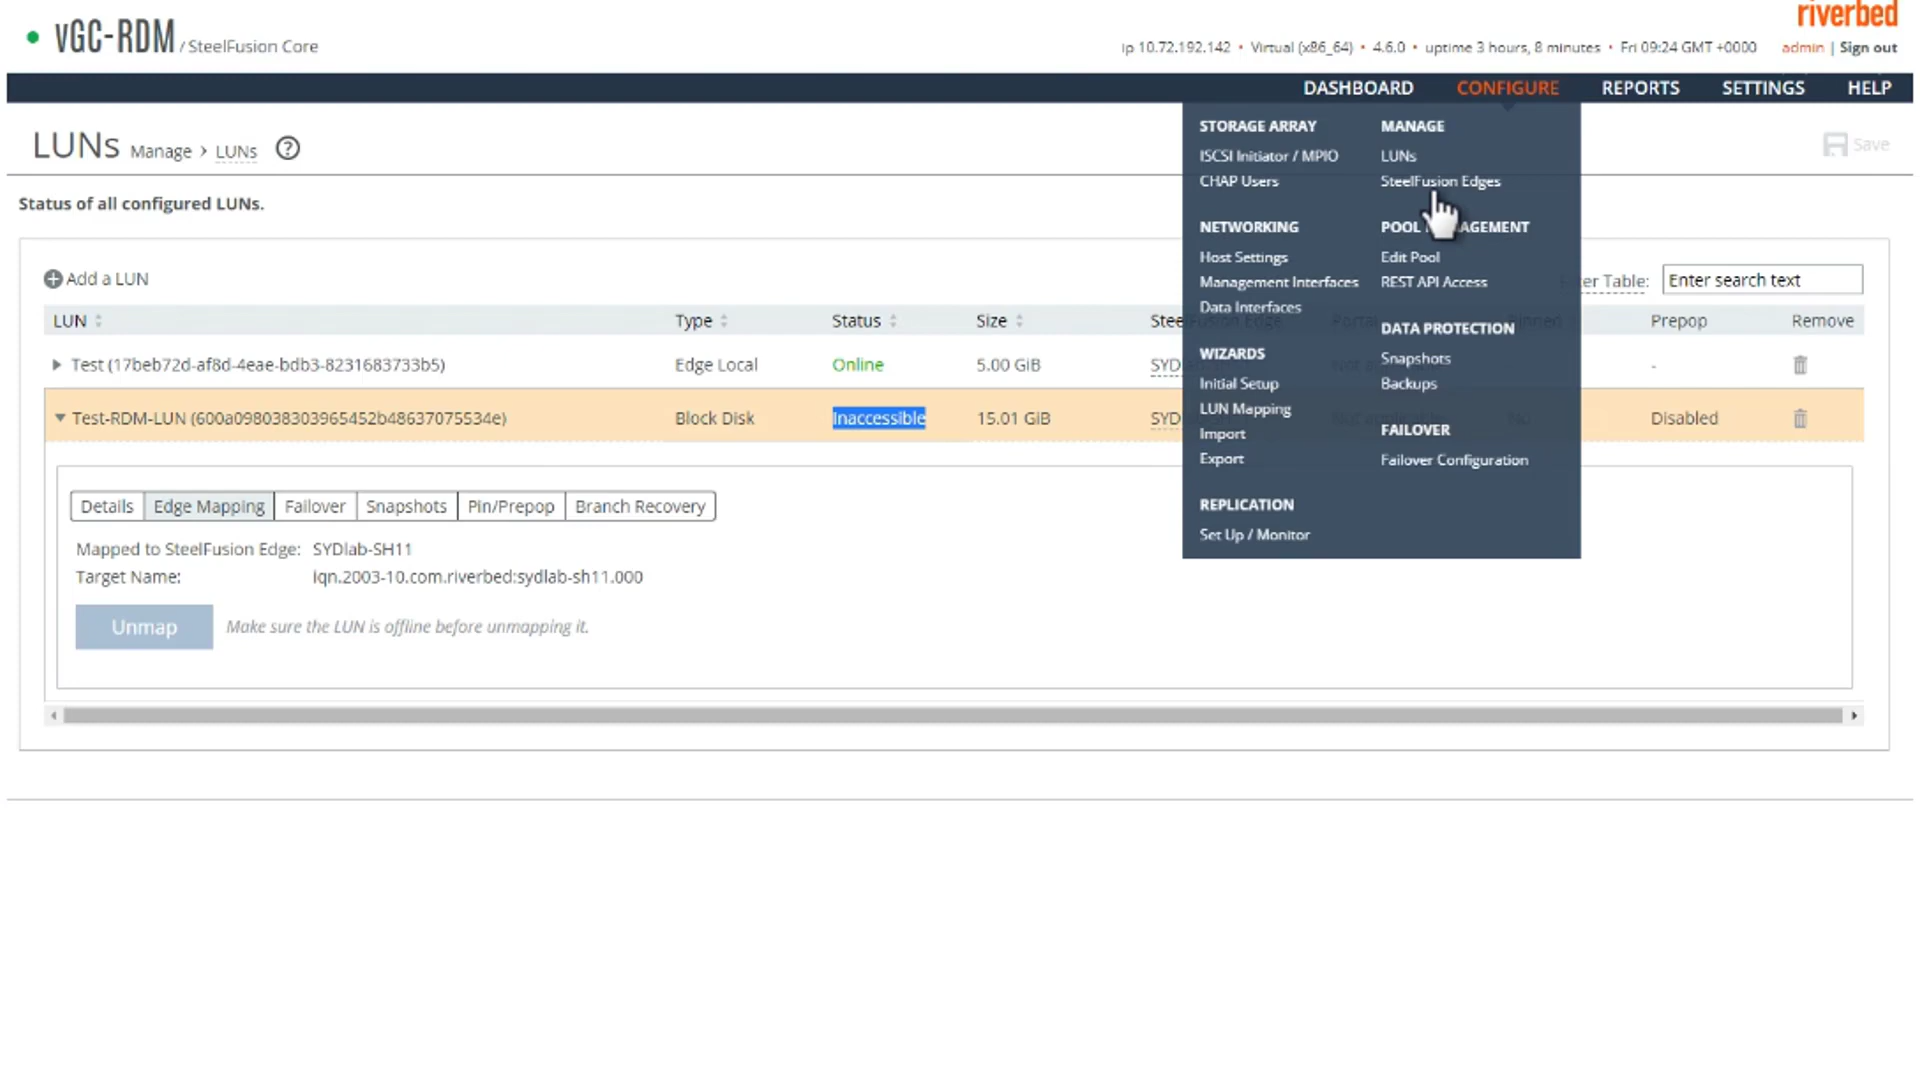 riverbed
vGC-RDM / SteelFusion Core
ip 10.72.192.142 • Virtual (x86_64) • 4.6.0 • uptime 3 hours, 8 minutes • Fri 09:24 GMT +0000 admin | Sign out
DASHBOARD CONFIGURE REPORTS SETTINGS HELP
LUNs Manage › LUNs ?
Save
Status of all configured LUNs.
STORAGE ARRAY
ISCSI Initiator / MPIO
CHAP Users
NETWORKING
Host Settings
Management Interfaces
Data Interfaces
WIZARDS
Initial Setup
LUN Mapping
Import
Export
REPLICATION
Set Up / Monitor
MANAGE
LUNs
SteelFusion Edges
POOL
Edit Pool
REST API Access
DATA PROTECTION
Snapshots
Backups
FAILOVER
Failover Configuration
Add a LUN
Table: Enter search text
LUN Type Status Size Prepop Remove
Test (17beb72d-af8d-4eae-bdb3-8231683733b5) Edge Local Online 5.00 GiB SYD -
Test-RDM-LUN (600a098038303965452b48637075534e) Block Disk Inaccessible 15.01 GiB SYD Disabled
Details Edge Mapping Failover Snapshots Pin/Prepop Branch Recovery
Mapped to SteelFusion Edge: SYDlab-SH11
Target Name: iqn.2003-10.com.riverbed:sydlab-sh11.000
Unmap Make sure the LUN is offline before unmapping it.